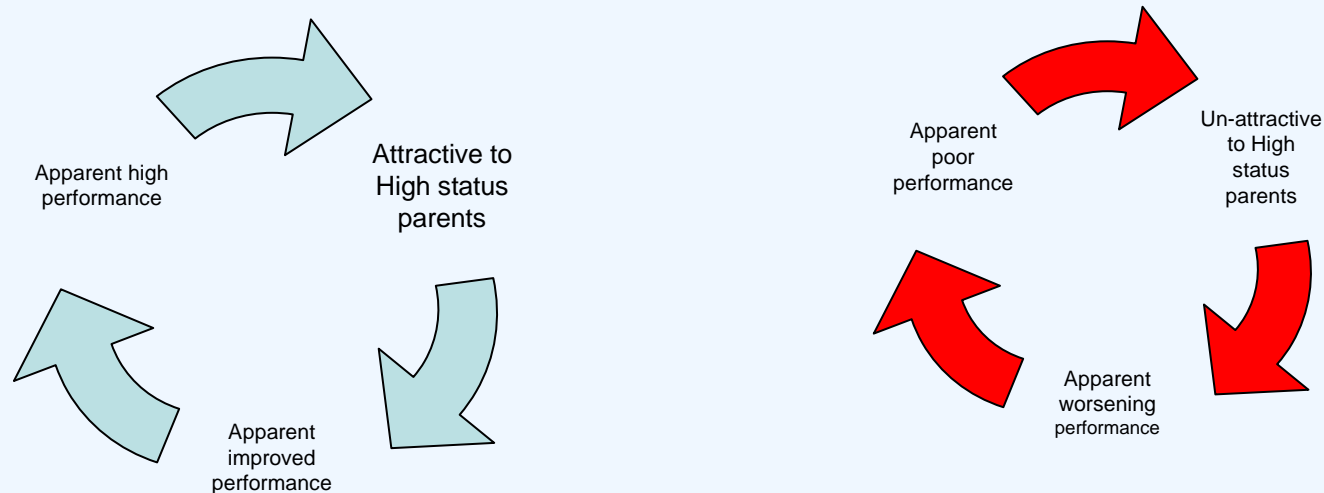 Apparent high
performance
Attractive to
High status
parents
Apparent
improved
performance
Apparent
poor
performance
Un-attractive
to High
status
parents
Apparent
worsening
performance